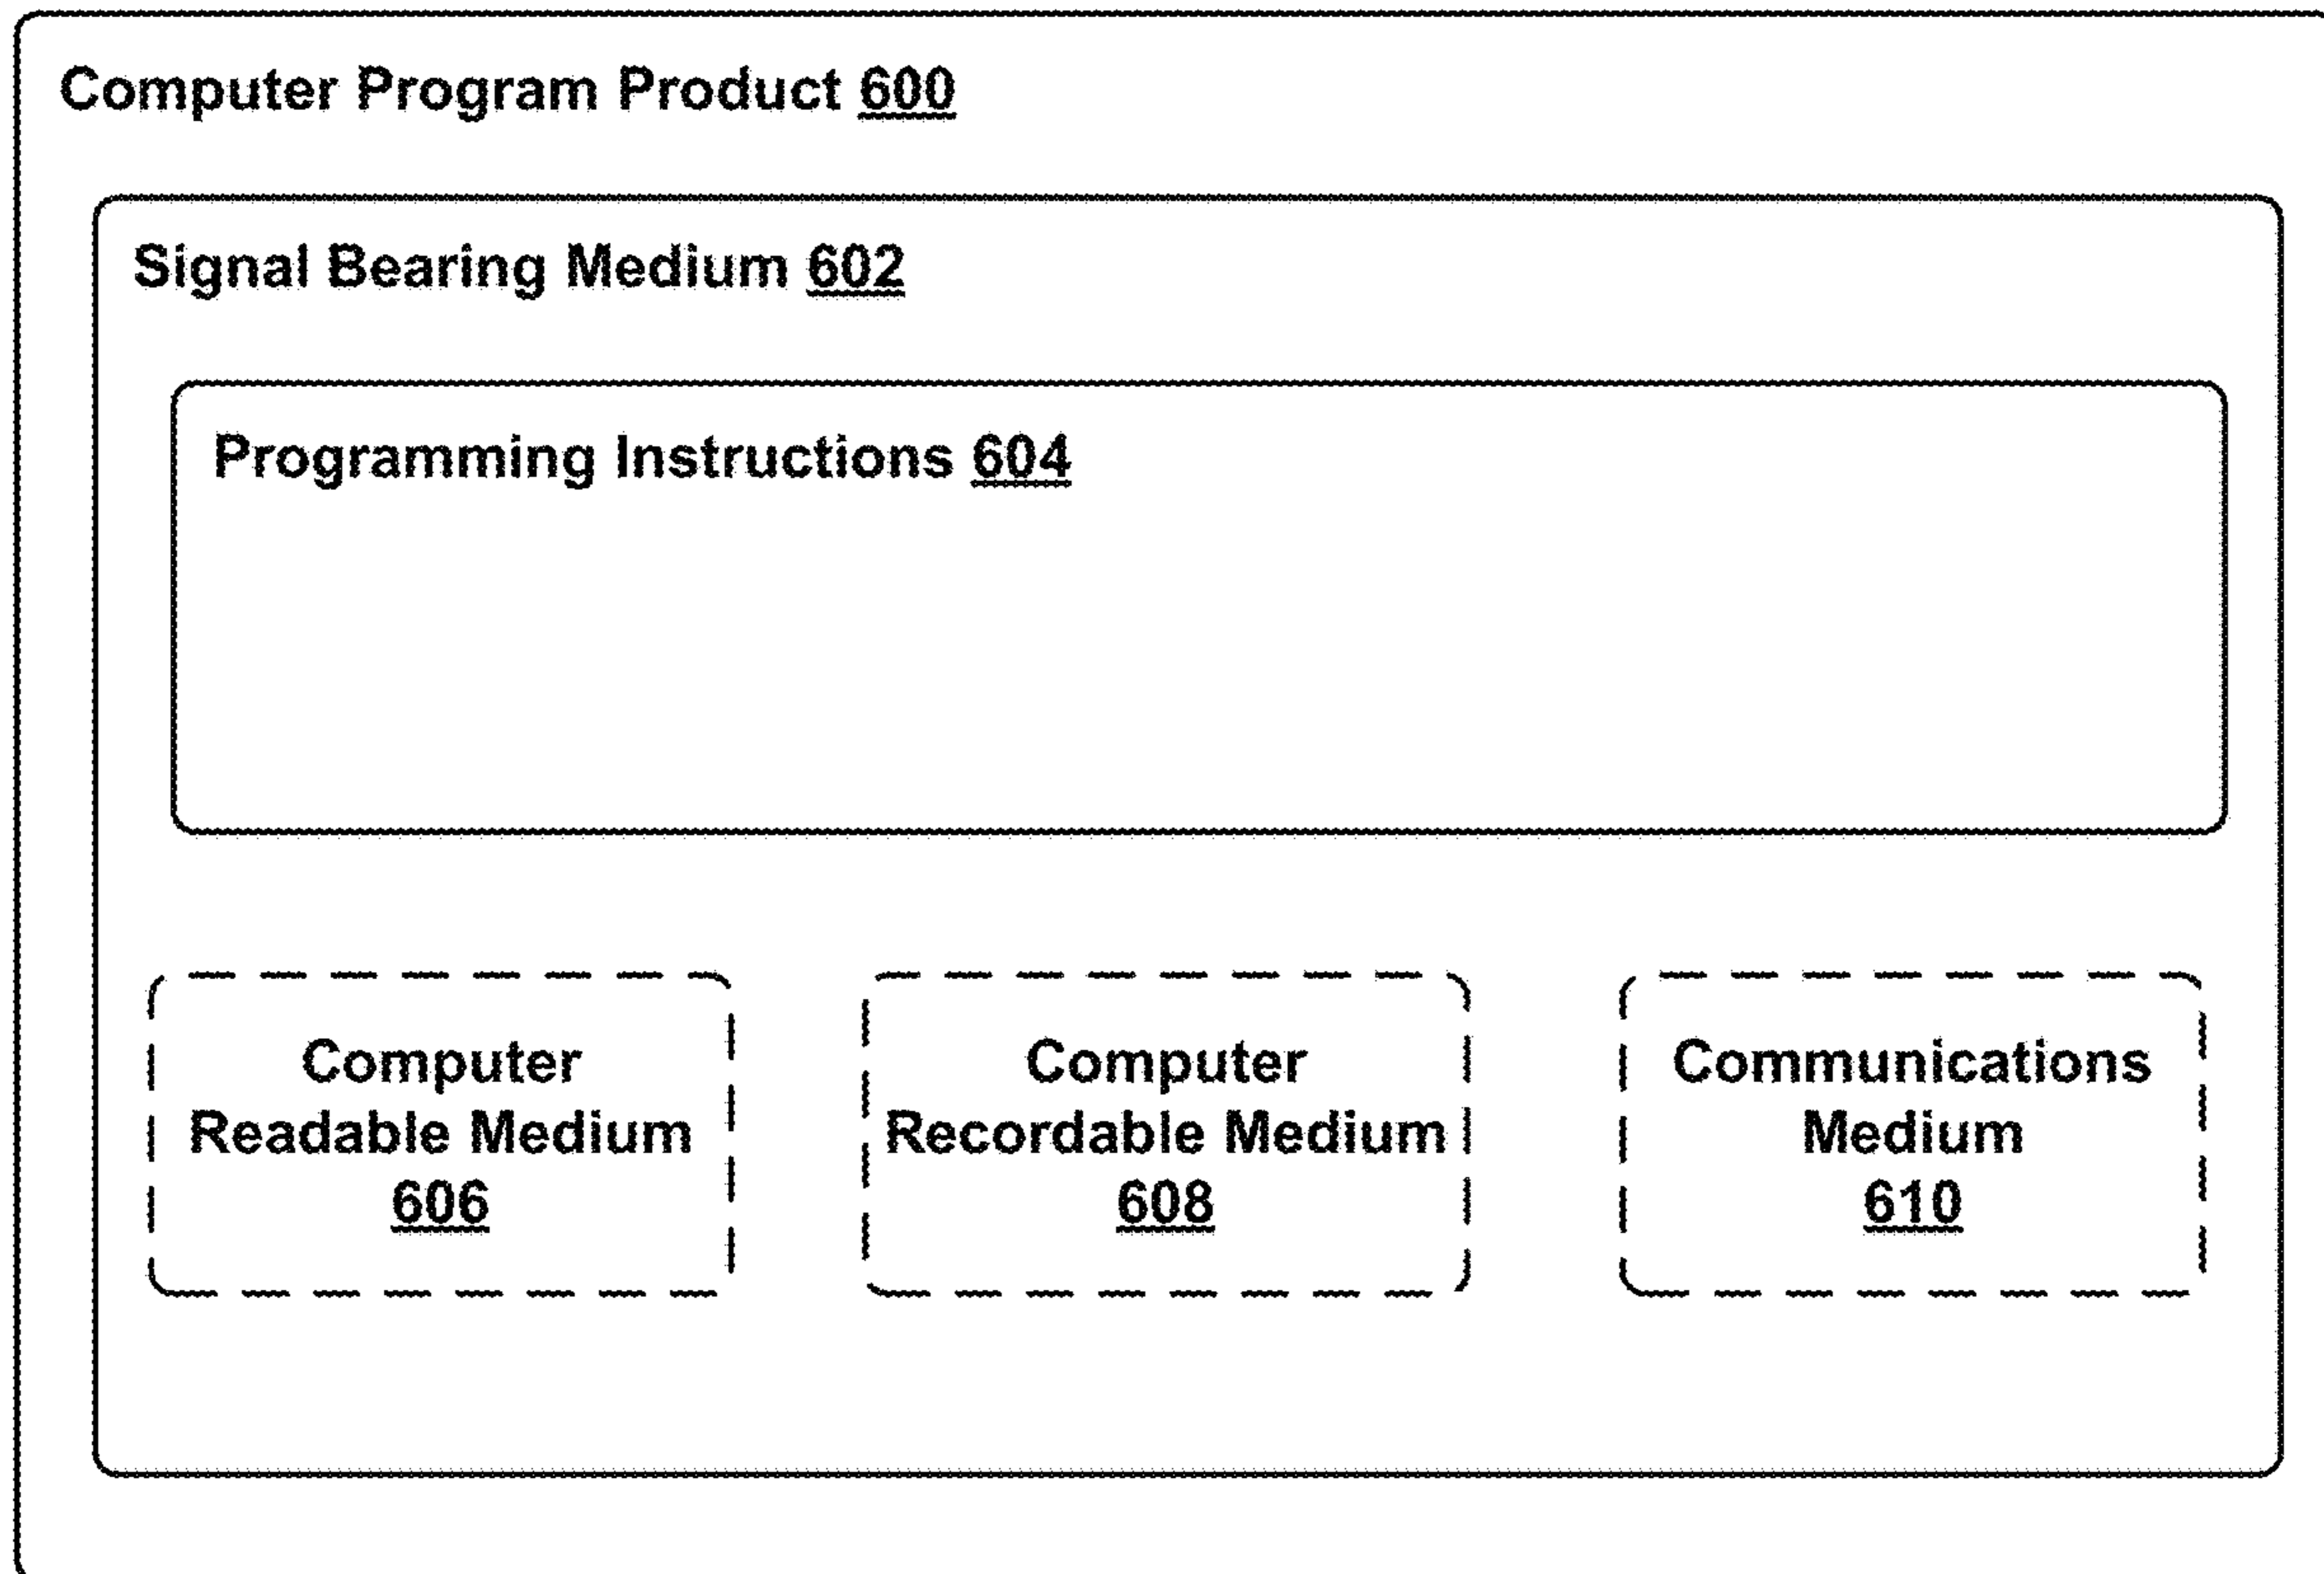 Computer Program Product 600
Signal Bearing Medium 602
Programming Instructions 604
Computer
Readable Medium
606
Computer
Recordable Medium
608
Communications
Medium
610